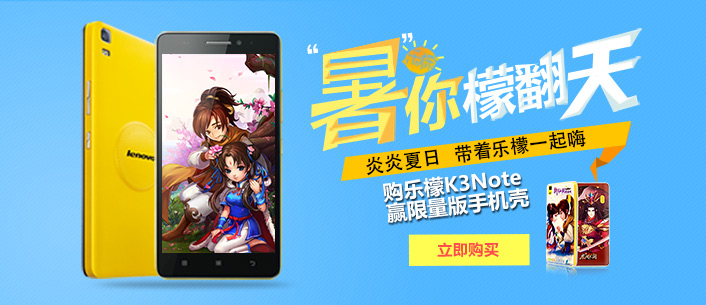 lenovo
“暑”你檬翻天
炎炎夏日 带着乐檬一起嗨
购乐檬K3Note
赢限量版手机壳
立即购买